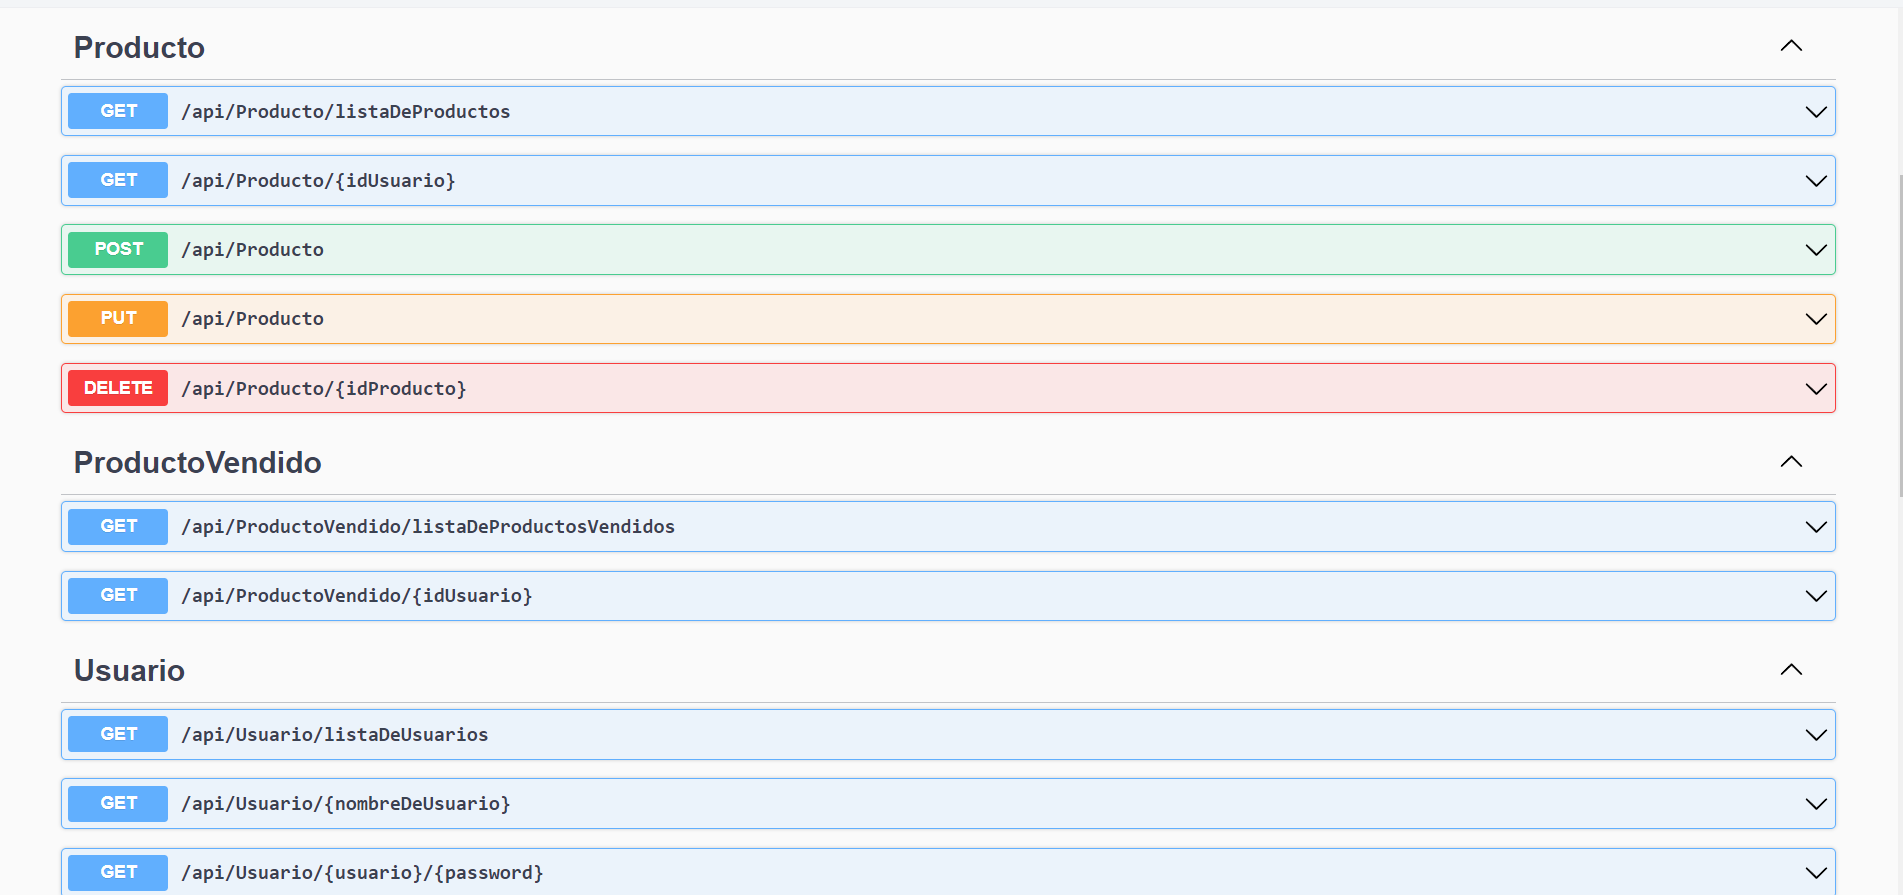 Producto
GET /api/Producto/listaDeProductos
GET /api/Producto/{idUsuario}
POST /api/Producto
PUT /api/Producto
DELETE /api/Producto/{idProducto}
ProductoVendido
GET /api/ProductoVendido/listaDeProductosVendidos
GET /api/ProductoVendido/{idUsuario}
Usuario
GET /api/Usuario/listaDeUsuarios
GET /api/Usuario/{nombreDeUsuario}
GET /api/Usuario/{usuario}/{password}